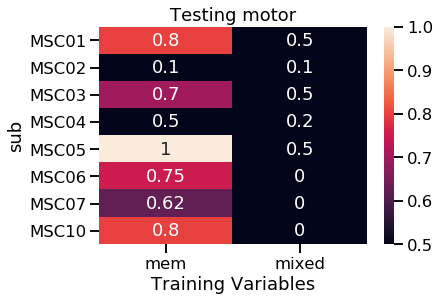 Testing motor
MSC01 0.8 0.5
MSC02 0.1 0.1
MSC03 0.7 0.5
MSC04 0.5 0.2
MSC05 1 0.5
MSC06 0.75 0
MSC07 0.62 0
MSC10 0.8 0
sub
mem mixed
Training Variables
1.0
0.9
0.8
0.7
0.6
0.5